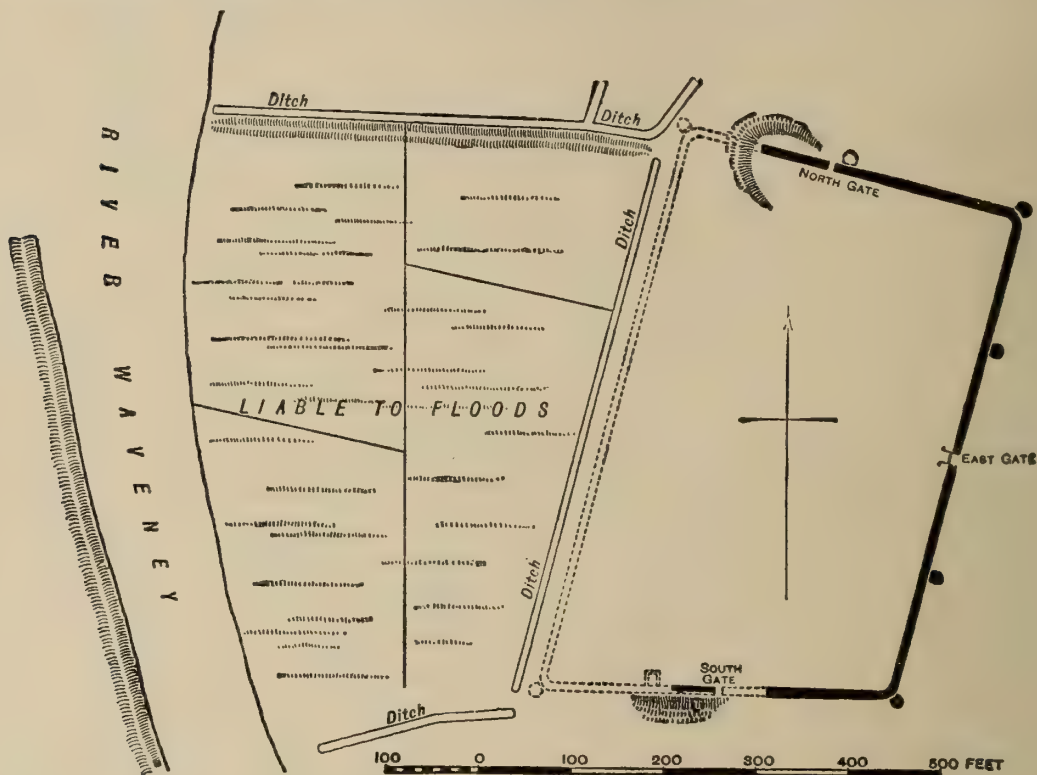 Ditch
Ditch
NORTH GATE
RIVER WAVENEY
Ditch
LIABLE TO FLOODS
EAST GATE
Ditch
SOUTH GATE
Ditch
100 0 100 200 300 400 500 FEET